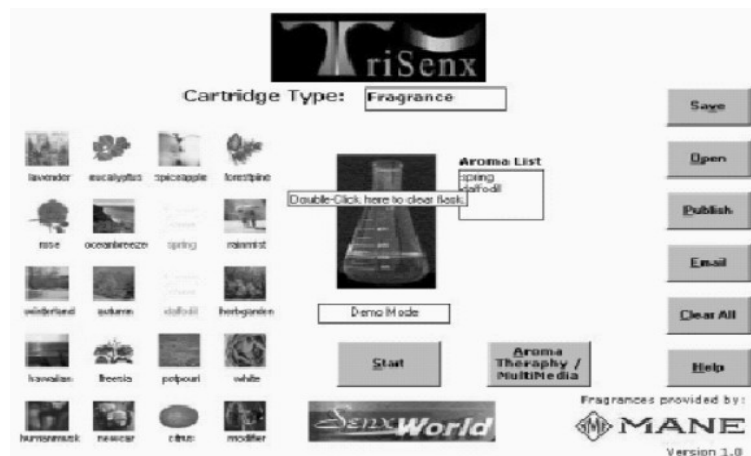 TriSenx
Cartridge Type: Fragrance
Save
lavender eucalyptus spiceapple forestpine
Aroma List
spring
daffodil
Open
Double-Click here to clear flask
rose oceanbreeze spring rainmist
Publish
winterland autumn daffodil herbgarden
Email
Demo Mode
Clear All
hawaiian freesia potpouri white
Start
Aroma
Theraphy /
MultiMedia
Help
humanmusk newcar citrus modifier
Senx World
Fragrances provided by:
MANE
Version 1.0